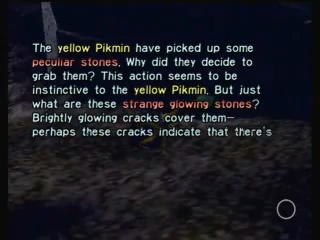 The yellow Pikmin have picked up some
peculiar stones. Why did they decide to
grab them? This action seems to be
instinctive to the yellow Pikmin. But just
what are these strange glowing stones?
Brightly glowing cracks cover them—
perhaps these cracks indicate that there's